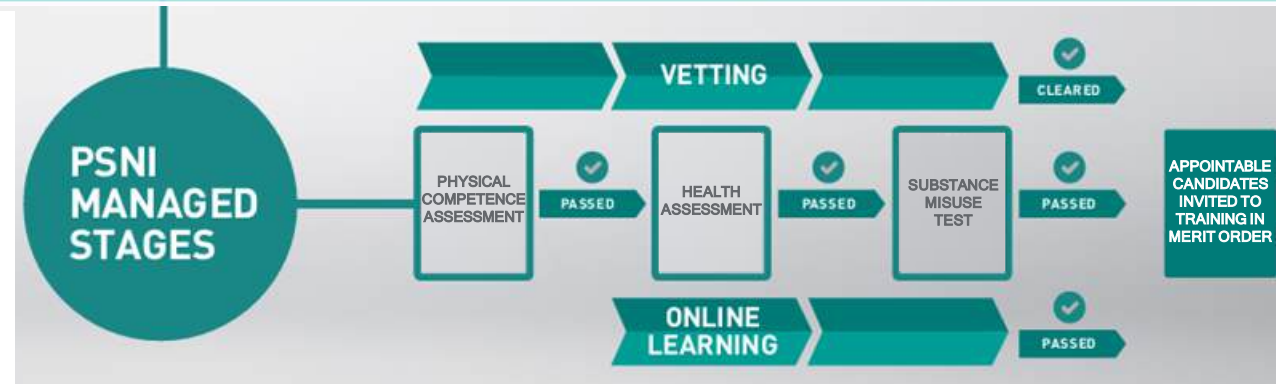 VETTING
CLEARED
PSNI
MANAGED
STAGES
PHYSICAL
COMPETENCE
ASSESSMENT
PASSED
HEALTH
ASSESSMENT
PASSED
SUBSTANCE
MISUSE
TEST
PASSED
APPOINTABLE
CANDIDATES
INVITED TO
TRAINING IN
MERIT ORDER
ONLINE
LEARNING
PASSED